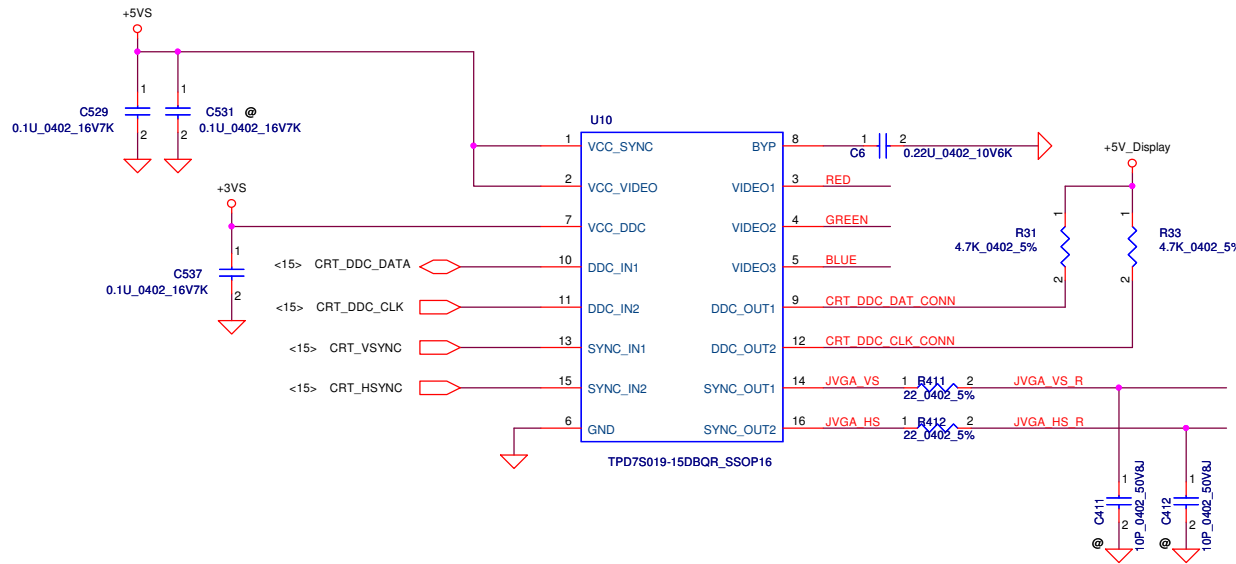 +5VS
1
1
C529
C531 @
0.1U_0402_16V7K
0.1U_0402_16V7K
2
2
+3VS
1
C537
0.1U_0402_16V7K
2
<15> CRT_DDC_DATA
<15> CRT_DDC_CLK
<15> CRT_VSYNC
<15> CRT_HSYNC
U10
1 VCC_SYNC
2 VCC_VIDEO
7 VCC_DDC
10 DDC_IN1
11 DDC_IN2
13 SYNC_IN1
15 SYNC_IN2
6 GND
BYP 8
VIDEO1 3 RED
VIDEO2 4 GREEN
VIDEO3 5 BLUE
DDC_OUT1 9 CRT_DDC_DAT_CONN
DDC_OUT2 12 CRT_DDC_CLK_CONN
SYNC_OUT1 14 JVGA_VS
SYNC_OUT2 16 JVGA_HS
TPD7S019-15DBQR_SSOP16
1 2
C6 0.22U_0402_10V6K
+5V_Display
1
1
R31
4.7K_0402_5%
R33
4.7K_0402_5%
2
2
1 R411 2 JVGA_VS_R
22_0402_5%
1 R412 2 JVGA_HS_R
22_0402_5%
1
C411
10P_0402_50V8J
2
@
1
C412
10P_0402_50V8J
2
@